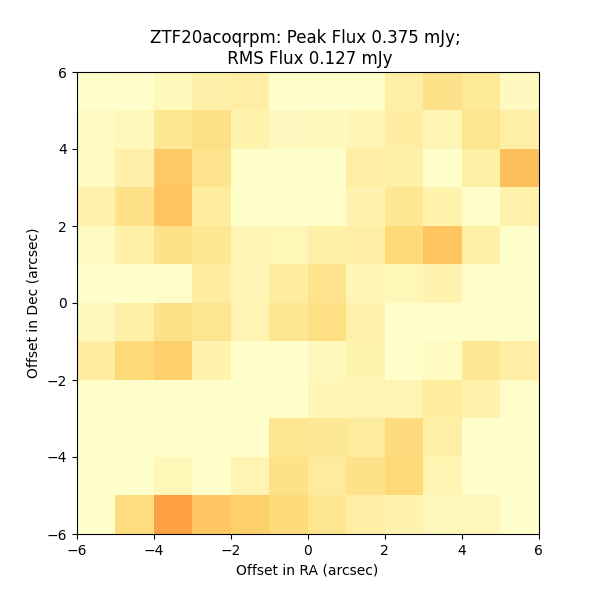 ZTF20acoqrpm: Peak Flux 0.375 mJy;
RMS Flux 0.127 mJy
6
4
2
0
−2
−4
−6
Offset in Dec (arcsec)
−6 −4 −2 0 2 4 6
Offset in RA (arcsec)